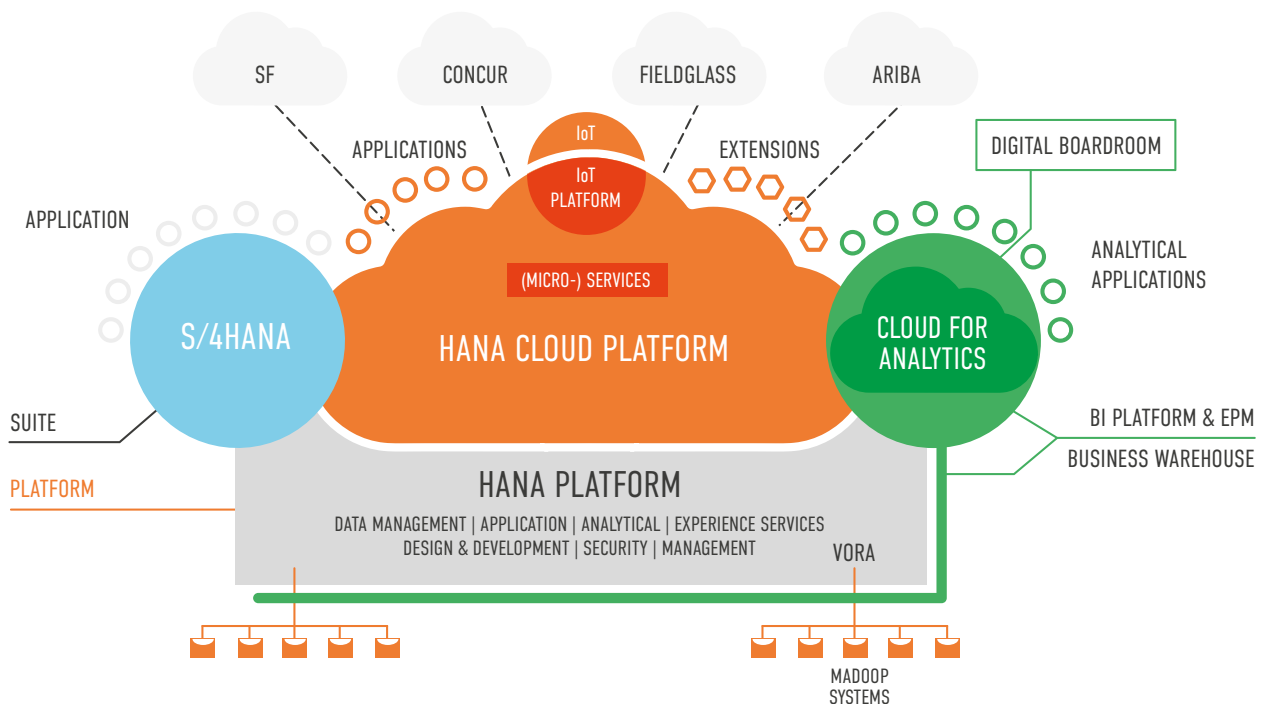 SF
CONCUR
FIELDGLASS
ARIBA
IoT
APPLICATIONS
EXTENSIONS
DIGITAL BOARDROOM
IoT
PLATFORM
APPLICATION
ANALYTICAL
APPLICATIONS
(MICRO-) SERVICES
S/4HANA
HANA CLOUD PLATFORM
CLOUD FOR
ANALYTICS
SUITE
BI PLATFORM & EPM
BUSINESS WAREHOUSE
PLATFORM
HANA PLATFORM
DATA MANAGEMENT | APPLICATION | ANALYTICAL | EXPERIENCE SERVICES
DESIGN & DEVELOPMENT | SECURITY | MANAGEMENT
VORA
MADOOP
SYSTEMS